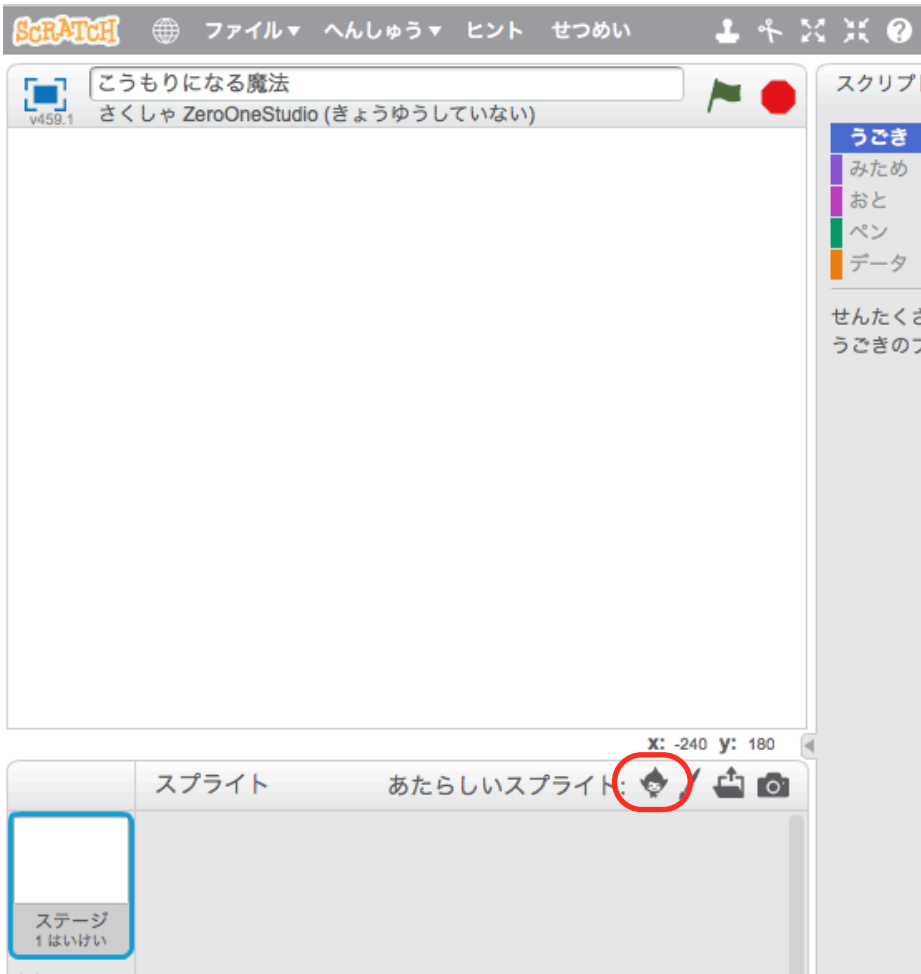 SCRATCH ファイル▼ へんしゅう▼ ヒント せつめい
v459.1
こうもりになる魔法
さくしゃ ZeroOneStudio (きょうゆうしていない)
スクリプト
うごき
みため
おと
ペン
データ
せんたくさ
うごきのブ
x: -240 y: 180
スプライト あたらしいスプライト:
ステージ
1 はいけい